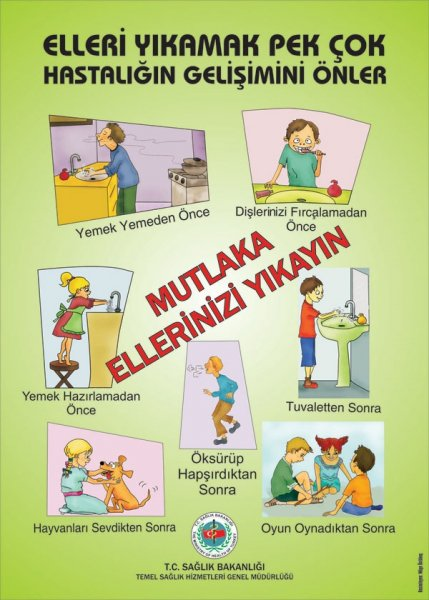 ELLERİ YIKAMAK PEK ÇOK
HASTALIĞIN GELİŞİMİNİ ÖNLER
Yemek Yemeden Önce
Dişlerinizi Fırçalamadan
Önce
MUTLAKA
ELLERİNİZİ YIKAYIN
Yemek Hazırlamadan
Önce
Tuvaletten Sonra
Öksürüp
Hapşırdıktan
Sonra
Hayvanları Sevdikten Sonra
Oyun Oynadıktan Sonra
T.C. SAĞLIK BAKANLIĞI
TEMEL SAĞLIK HİZMETLERİ GENEL MÜDÜRLÜĞÜ